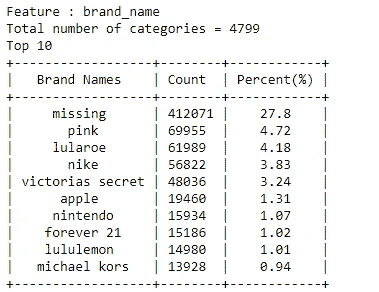 Feature : brand_name
Total number of categories = 4799
Top 10
Brand Names | Count | Percent(%)
missing | 412071 | 27.8
pink | 69955 | 4.72
lularoe | 61989 | 4.18
nike | 56822 | 3.83
victorias secret | 48036 | 3.24
apple | 19460 | 1.31
nintendo | 15934 | 1.07
forever 21 | 15186 | 1.02
lululemon | 14980 | 1.01
michael kors | 13928 | 0.94